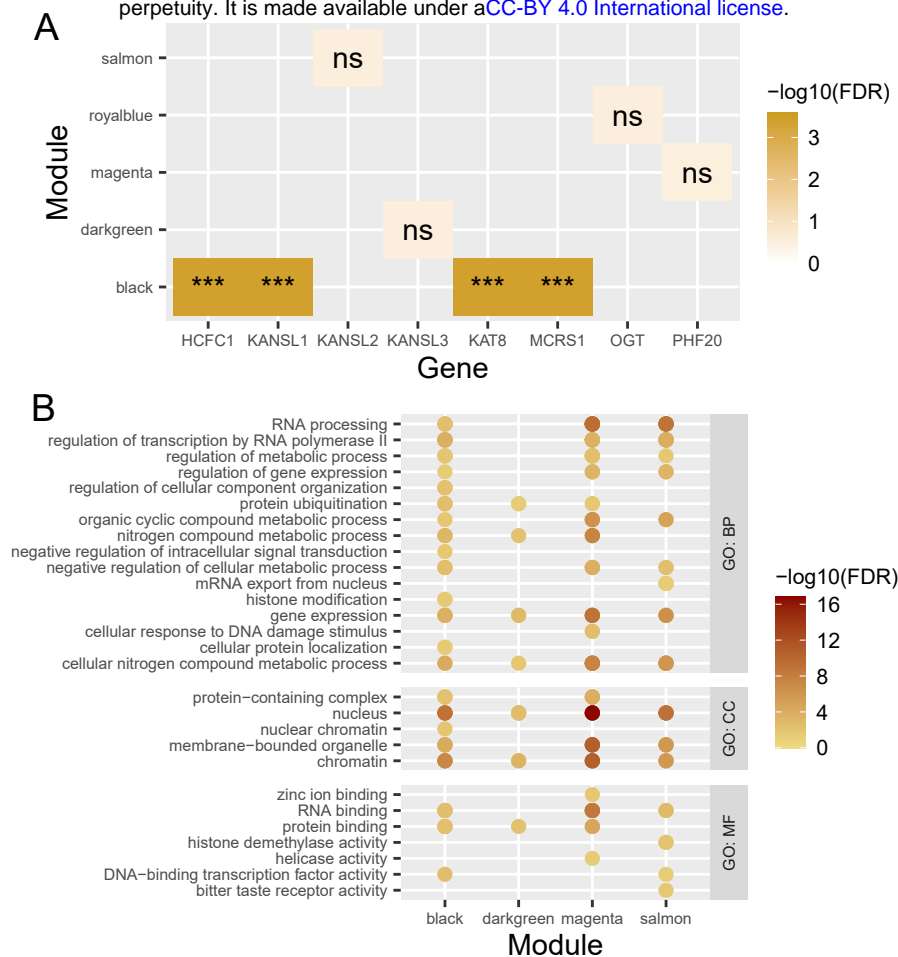 perpetuity. It is made available under aCC-BY 4.0 International license.
A
Module
salmon
royalblue
magenta
darkgreen
black
ns
ns
ns
ns
*** *** *** ***
HCFC1 KANSL1 KANSL2 KANSL3 KAT8 MCRS1 OGT PHF20
Gene
−log10(FDR)
3
2
1
0
B
RNA processing
regulation of transcription by RNA polymerase II
regulation of metabolic process
regulation of gene expression
regulation of cellular component organization
protein ubiquitination
organic cyclic compound metabolic process
nitrogen compound metabolic process
negative regulation of intracellular signal transduction
negative regulation of cellular metabolic process
mRNA export from nucleus
histone modification
gene expression
cellular response to DNA damage stimulus
cellular protein localization
cellular nitrogen compound metabolic process
GO: BP
protein−containing complex
nucleus
nuclear chromatin
membrane−bounded organelle
chromatin
GO: CC
zinc ion binding
RNA binding
protein binding
histone demethylase activity
helicase activity
DNA−binding transcription factor activity
bitter taste receptor activity
GO: MF
black darkgreen magenta salmon
Module
−log10(FDR)
16
12
8
4
0